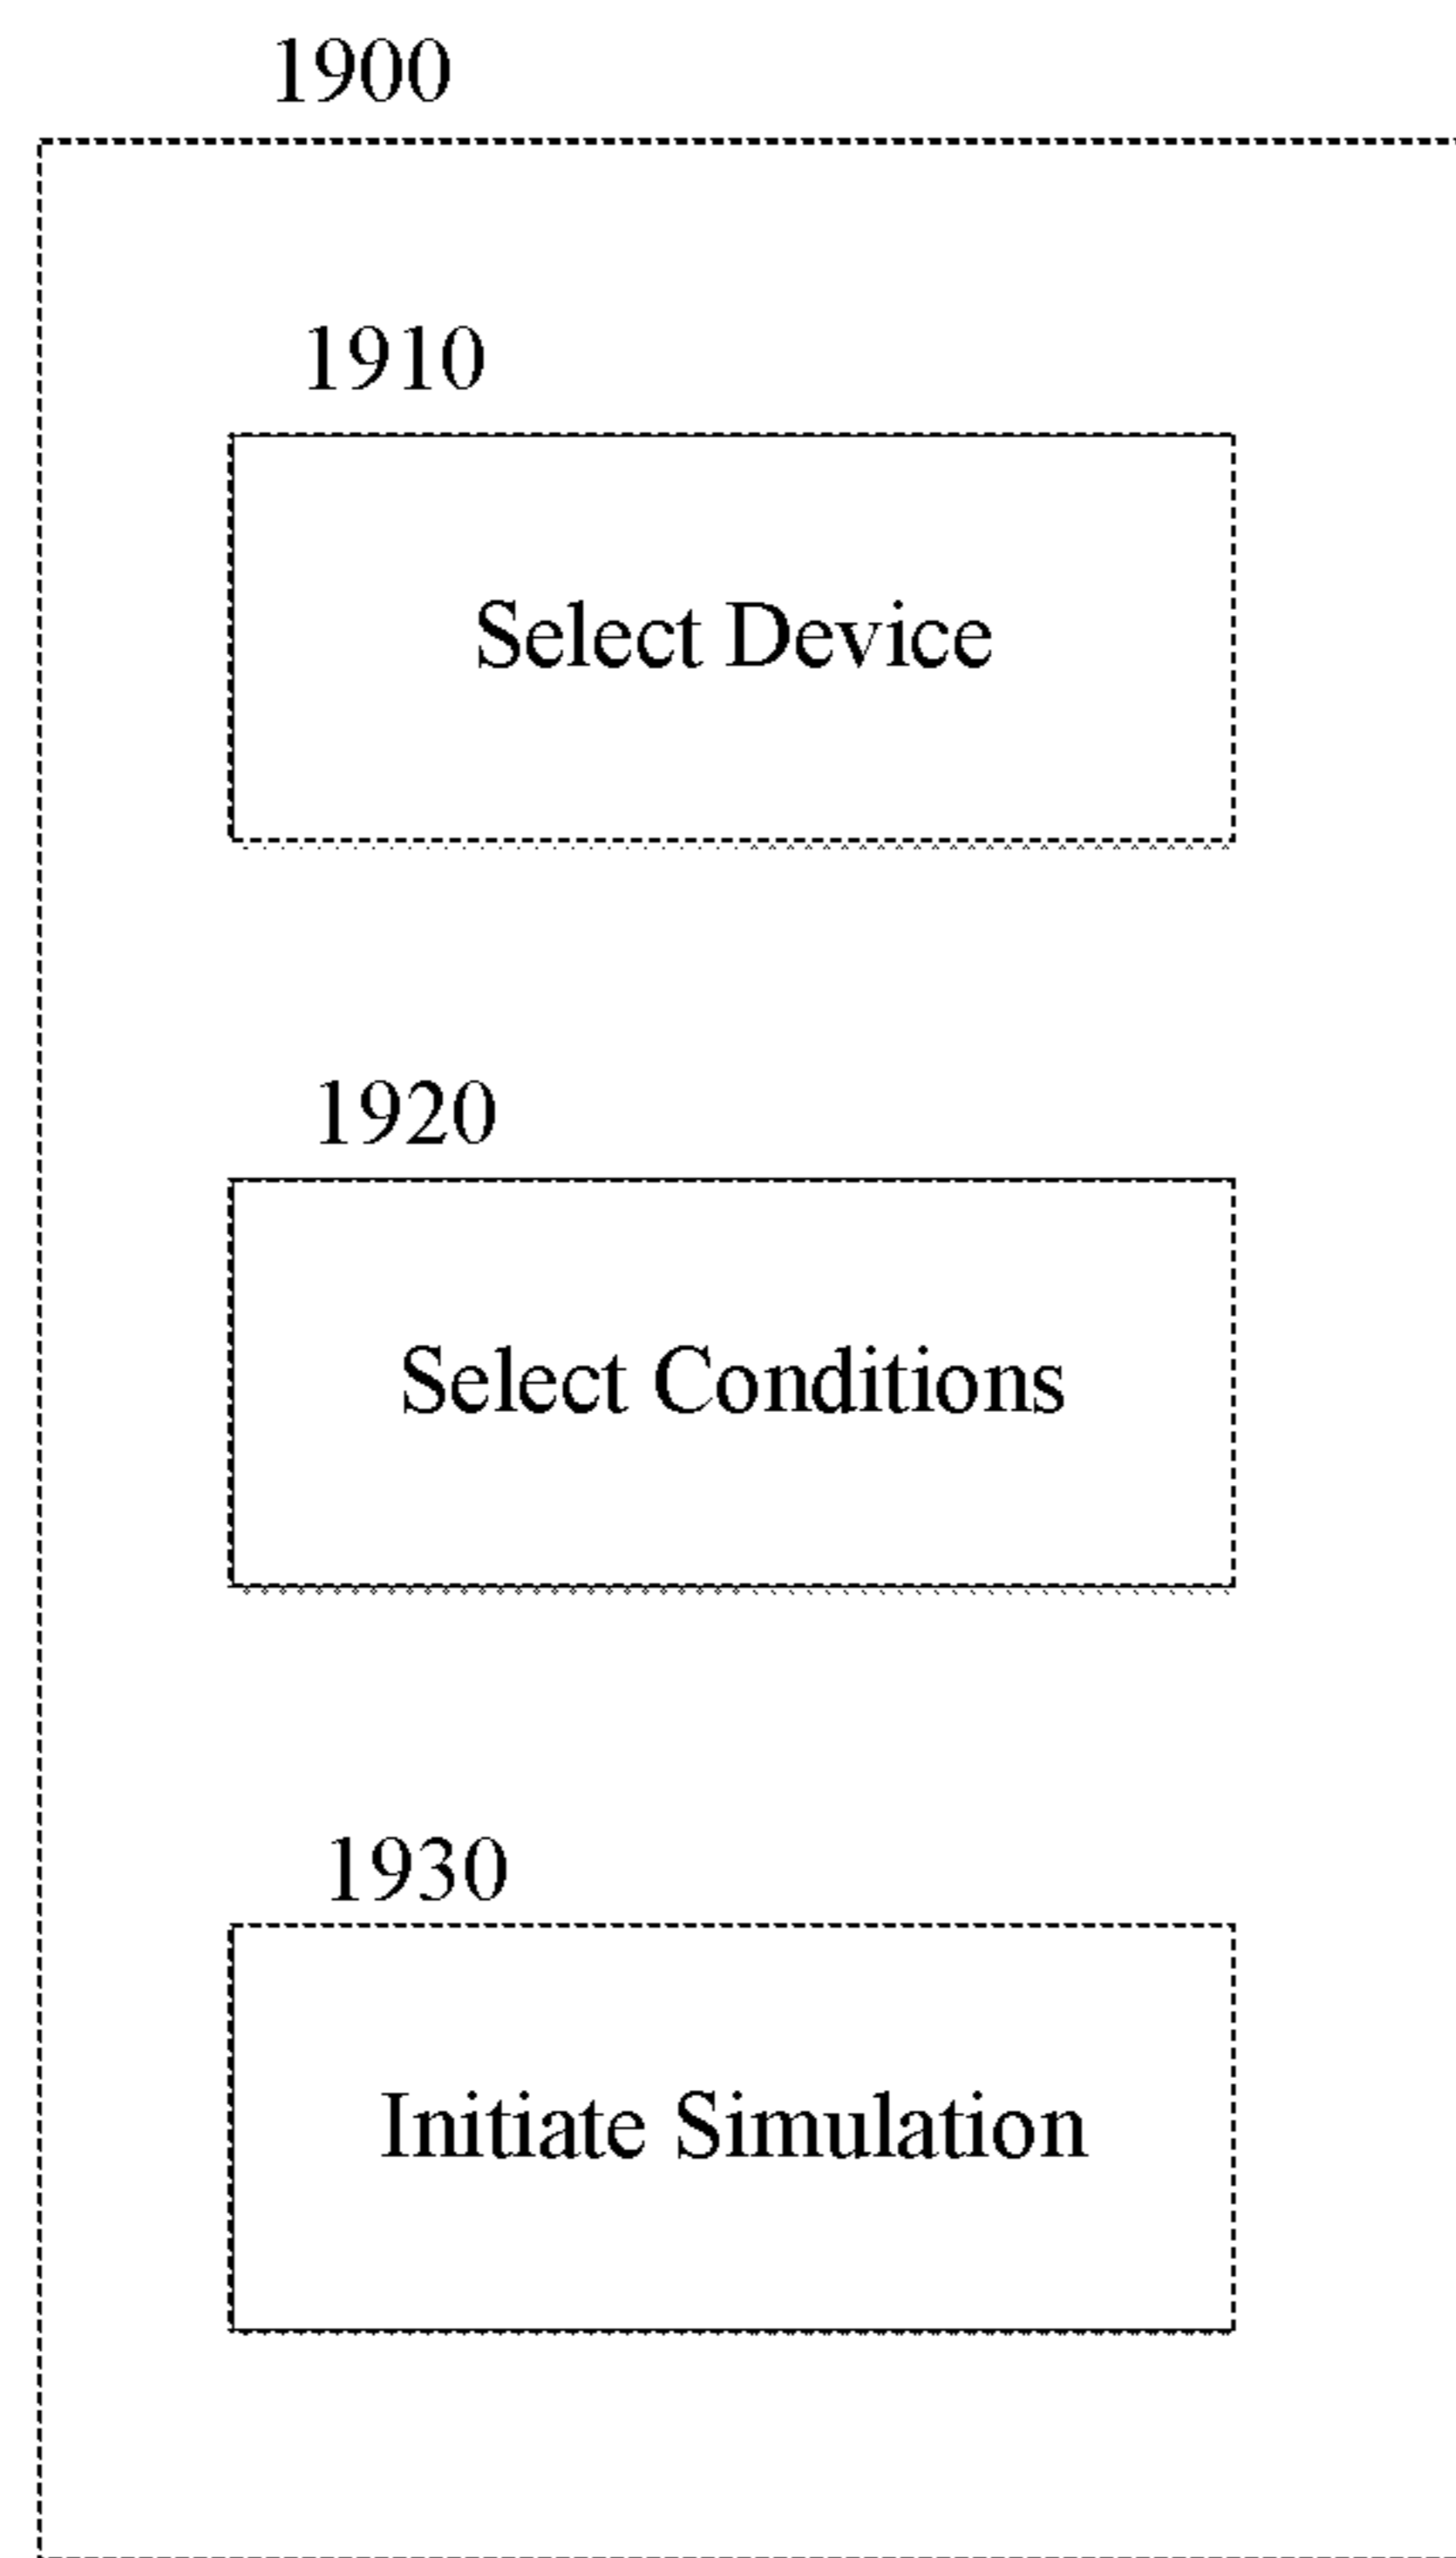 1900
1910
Select Device
1920
Select Conditions
1930
Initiate Simulation